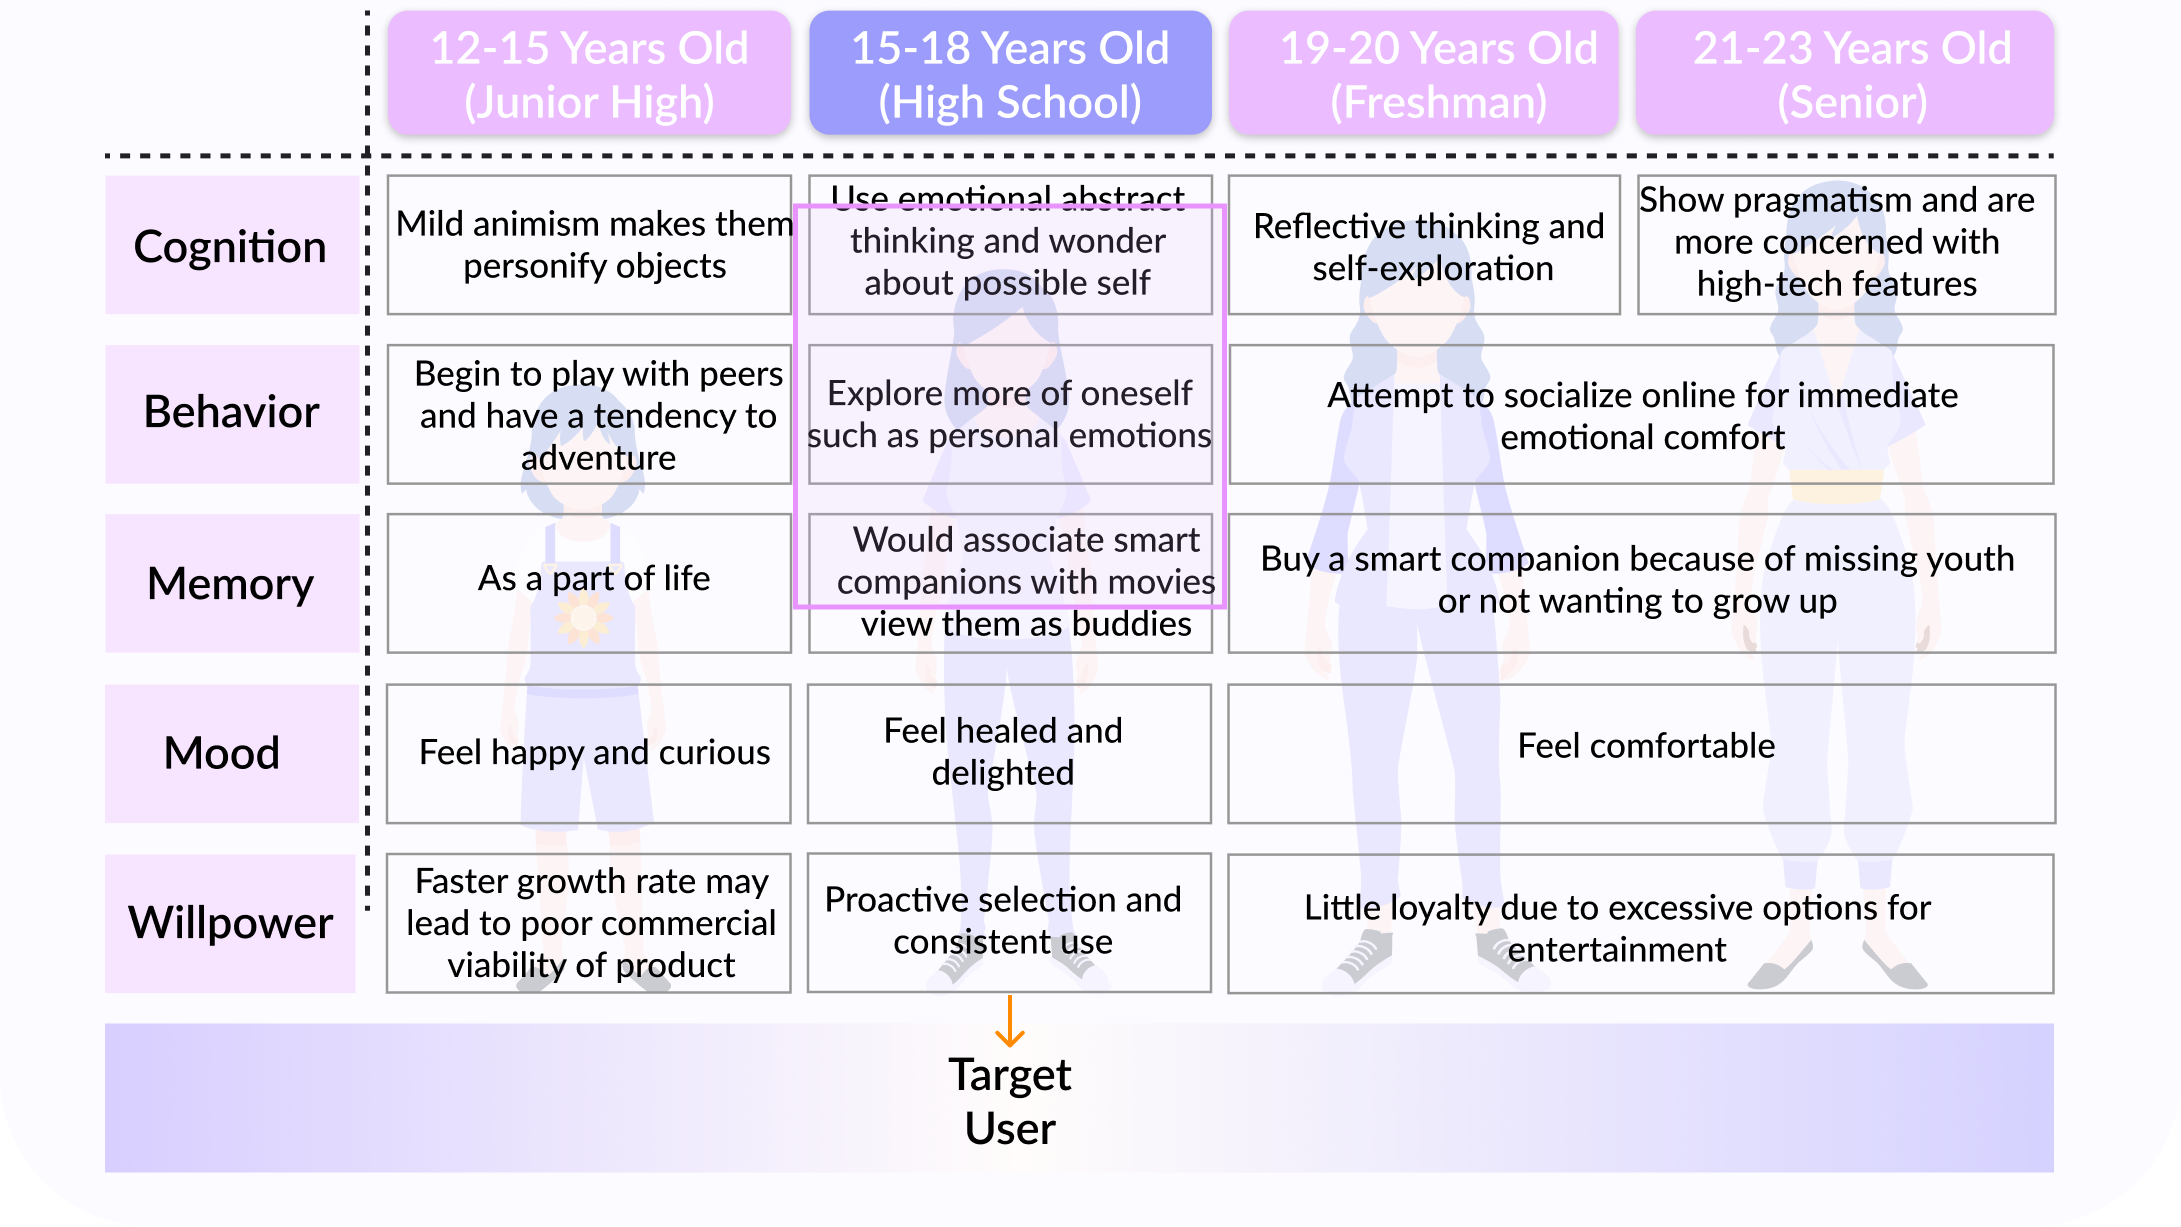 12-15 Years Old
(Junior High)
15-18 Years Old
(High School)
19-20 Years Old
(Freshman)
21-23 Years Old
(Senior)
Cognition
Mild animism makes them
personify objects
Use emotional abstract
thinking and wonder
about possible self
Reflective thinking and
self-exploration
Show pragmatism and are
more concerned with
high-tech features
Behavior
Begin to play with peers
and have a tendency to
adventure
Explore more of oneself
such as personal emotions
Attempt to socialize online for immediate
emotional comfort
Memory
As a part of life
Would associate smart
companions with movies
view them as buddies
Buy a smart companion because of missing youth
or not wanting to grow up
Mood
Feel happy and curious
Feel healed and
delighted
Feel comfortable
Willpower
Faster growth rate may
lead to poor commercial
viability of product
Proactive selection and
consistent use
Little loyalty due to excessive options for
entertainment
Target
User